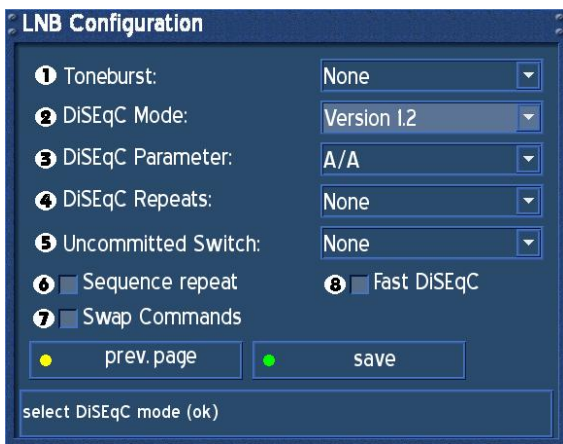 LNB Configuration
1 Toneburst: None
2 DiSEqC Mode: Version 1.2
3 DiSEqC Parameter: A/A
4 DiSEqC Repeats: None
5 Uncommitted Switch: None
6 Sequence repeat 8 Fast DiSEqC
7 Swap Commands
prev. page save
select DiSEqC mode (ok)